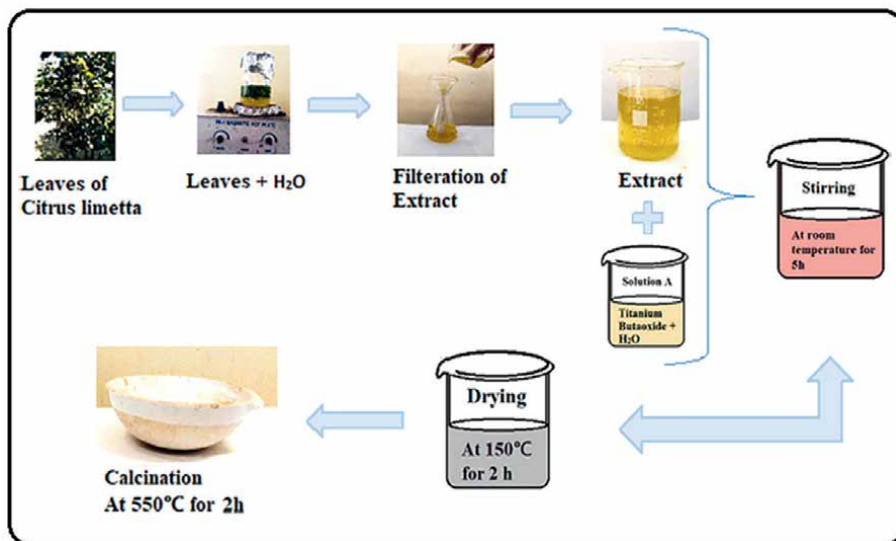 Leaves of
Citrus limetta
Leaves + H₂O
Filteration of
Extract
Extract
Solution A
Titanium
Butaoxide +
H₂O
Stirring
At room
temperature for
5h
Drying
At 150℃
for 2 h
Calcination
At 550℃ for 2h